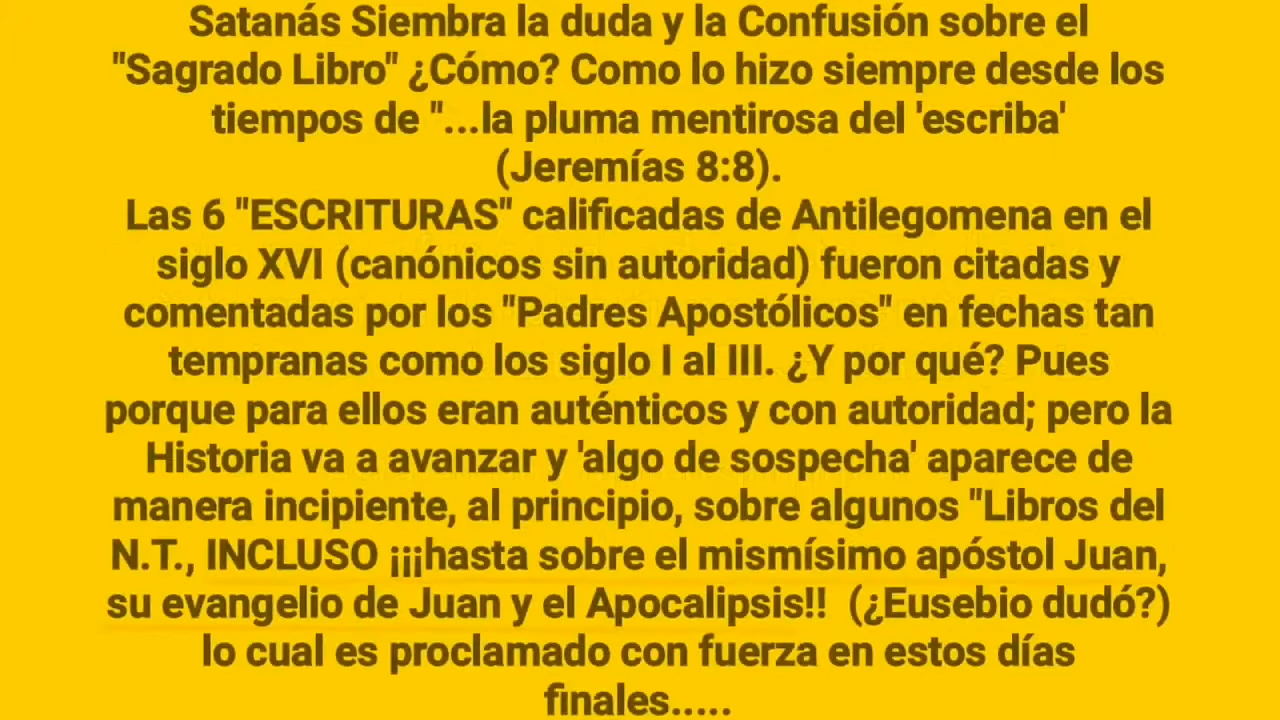 Satanás Siembra la duda y la Confusión sobre el
"Sagrado Libro" ¿Cómo? Como lo hizo siempre desde los
tiempos de "...la pluma mentirosa del 'escriba'
(Jeremías 8:8).
Las 6 "ESCRITURAS" calificadas de Antilegomena en el
siglo XVI (canónicos sin autoridad) fueron citadas y
comentadas por los "Padres Apostólicos" en fechas tan
tempranas como los siglo I al III. ¿Y por qué? Pues
porque para ellos eran auténticos y con autoridad; pero la
Historia va a avanzar y 'algo de sospecha' aparece de
manera incipiente, al principio, sobre algunos "Libros del
N.T., INCLUSO ¡¡¡hasta sobre el mismísimo apóstol Juan,
su evangelio de Juan y el Apocalipsis!! (¿Eusebio dudó?)
lo cual es proclamado con fuerza en estos días
finales.....